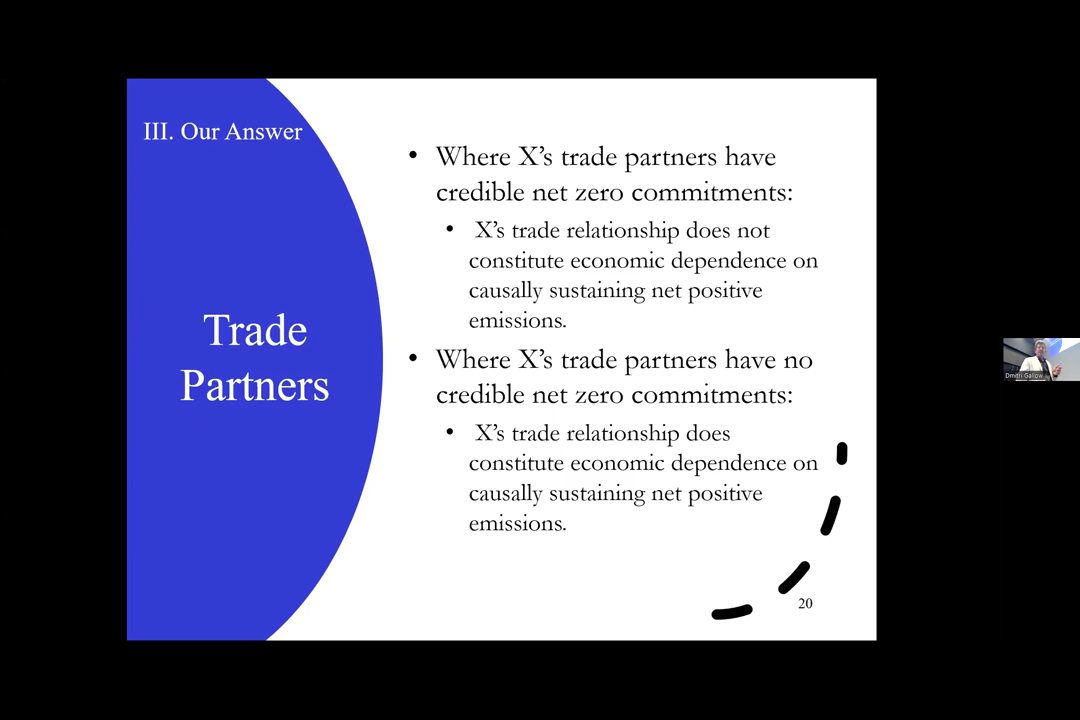 III. Our Answer
Trade
Partners
• Where X’s trade partners have
credible net zero commitments:
• X’s trade relationship does not
constitute economic dependence on
causally sustaining net positive
emissions.
• Where X’s trade partners have no
credible net zero commitments:
• X’s trade relationship does
constitute economic dependence on
causally sustaining net positive
emissions.
20
Dmitri Gallow